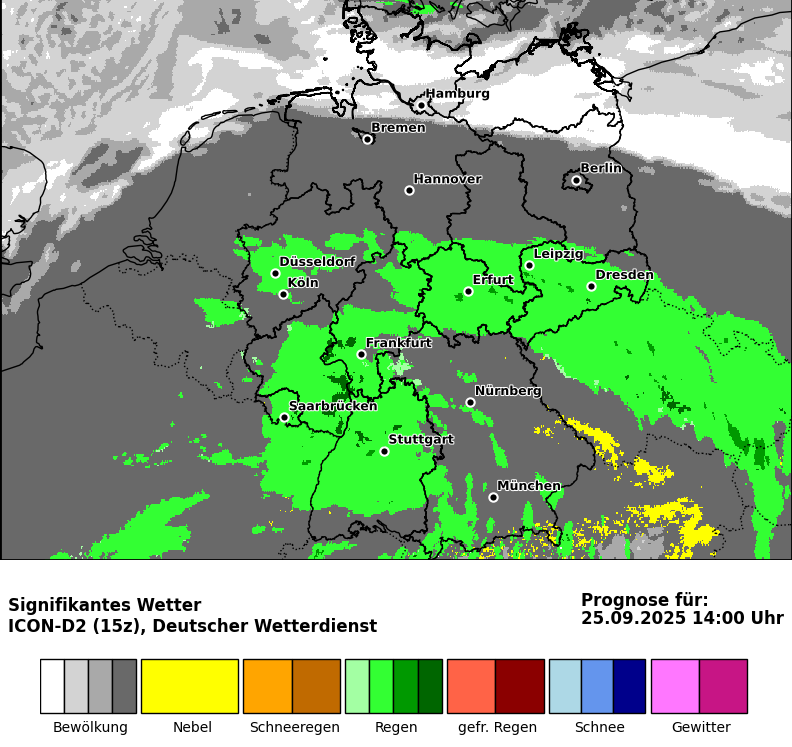 Hamburg
Bremen
Berlin
Hannover
Leipzig
Düsseldorf
Dresden
Köln
Erfurt
Frankfurt
Nürnberg
Saarbrücken
Stuttgart
München
Signifikantes Wetter
ICON-D2 (15z), Deutscher Wetterdienst
Prognose für:
25.09.2025 14:00 Uhr
Bewölkung Nebel Schneeregen Regen gefr. Regen Schnee Gewitter